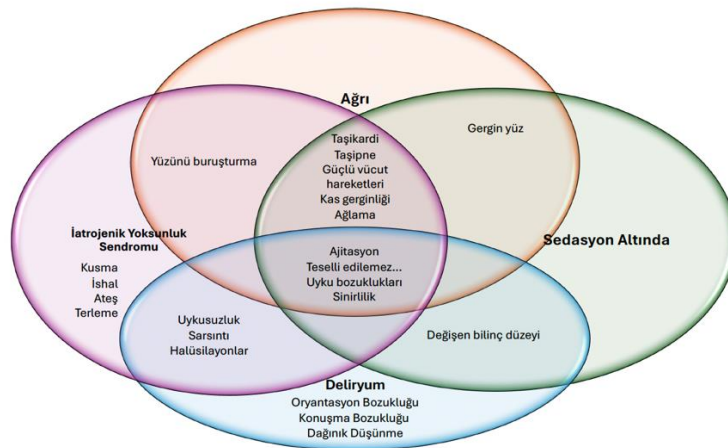 Ağrı
Gergin yüz
Taşikardi
Taşipne
Güçlü vücut
hareketleri
Kas gerginliği
Ağlama
Yüzünü buruşturma
İatrojenik Yoksunluk
Sendromu
Kusma
İshal
Ateş
Terleme
Sedasyon Altında
Ajitasyon
Teselli edilemez...
Uyku bozuklukları
Sinirlilik
Uykusuzluk
Sarsıntı
Halüsilayonlar
Değişen bilinç düzeyi
Deliryum
Oryantasyon Bozukluğu
Konuşma Bozukluğu
Dağınık Düşünme